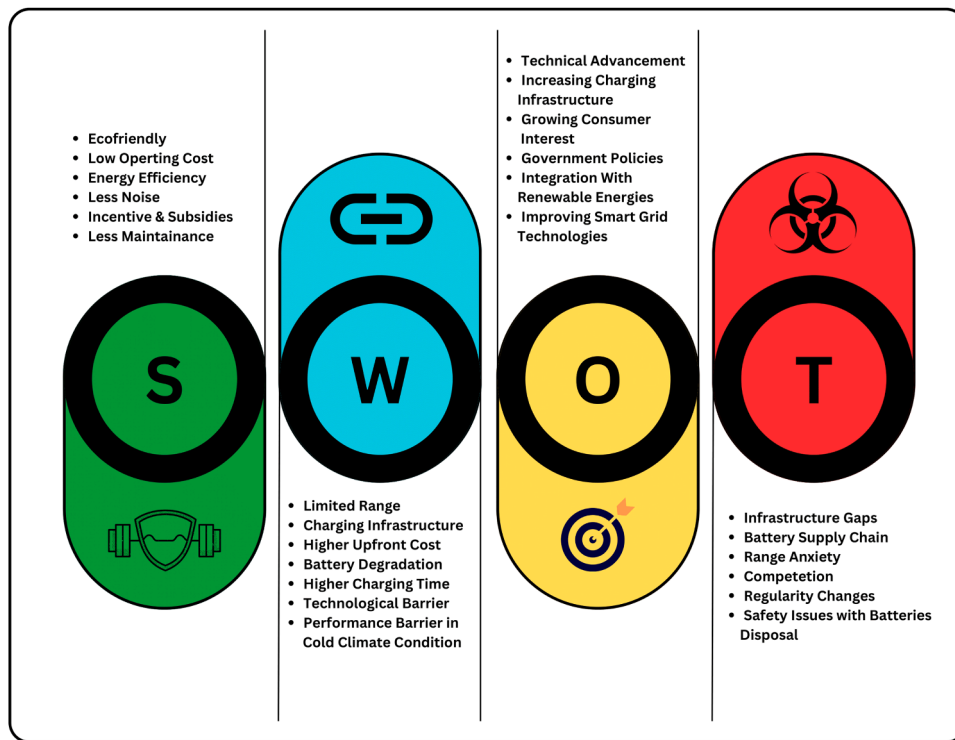 • Ecofriendly
• Low Operting Cost
• Energy Efficiency
• Less Noise
• Incentive & Subsidies
• Less Maintainance
S
W
• Limited Range
• Charging Infrastructure
• Higher Upfront Cost
• Battery Degradation
• Higher Charging Time
• Technological Barrier
• Performance Barrier in
Cold Climate Condition
• Technical Advancement
• Increasing Charging
Infrastructure
• Growing Consumer
Interest
• Government Policies
• Integration With
Renewable Energies
• Improving Smart Grid
Technologies
O
T
• Infrastructure Gaps
• Battery Supply Chain
• Range Anxiety
• Competetion
• Regularity Changes
• Safety Issues with Batteries
Disposal